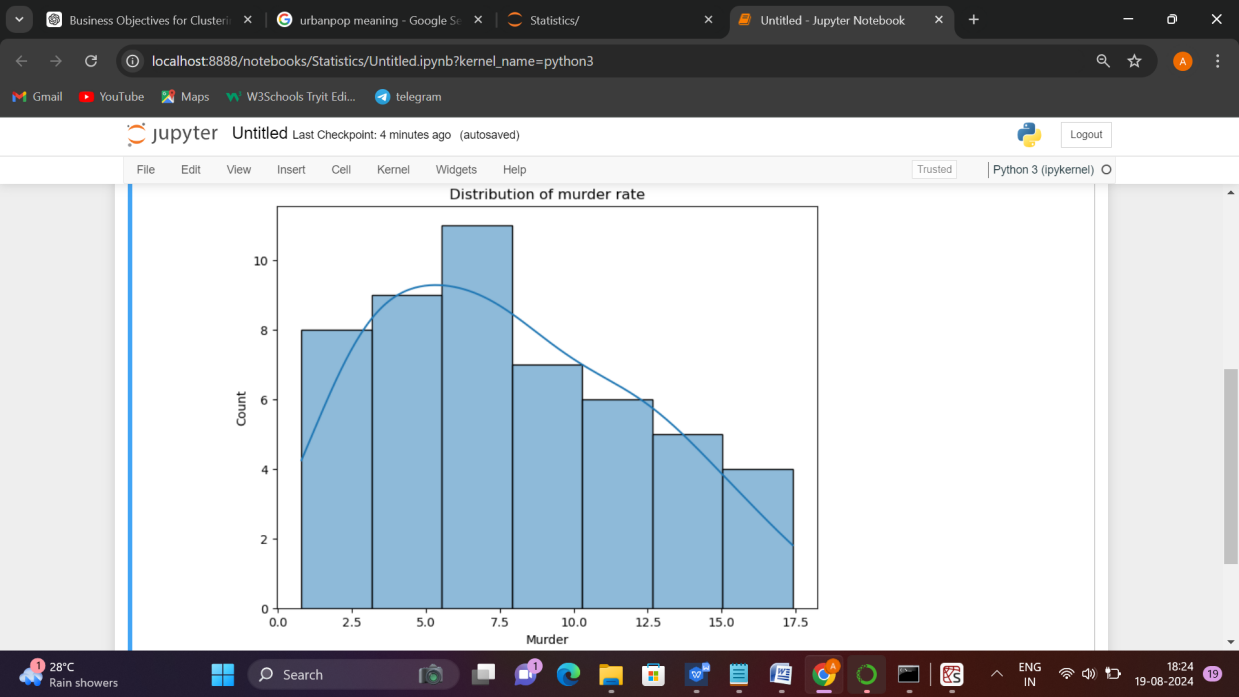 Business Objectives for Clusteri
urbanpop meaning - Google Se
Statistics/
Untitled - Jupyter Notebook
localhost:8888/notebooks/Statistics/Untitled.ipynb?kernel_name=python3
A
Gmail
YouTube
Maps
W3Schools Tryit Edi...
telegram
jupyter Untitled Last Checkpoint: 4 minutes ago (autosaved)
Logout
File Edit View Insert Cell Kernel Widgets Help
Trusted
Python 3 (ipykernel)
Distribution of murder rate
10
8
6
4
2
0
Count
0.0 2.5 5.0 7.5 10.0 12.5 15.0 17.5
Murder
1
28°C
Rain showers
Search
1
A
ENG
IN
18:24
19-08-2024
19